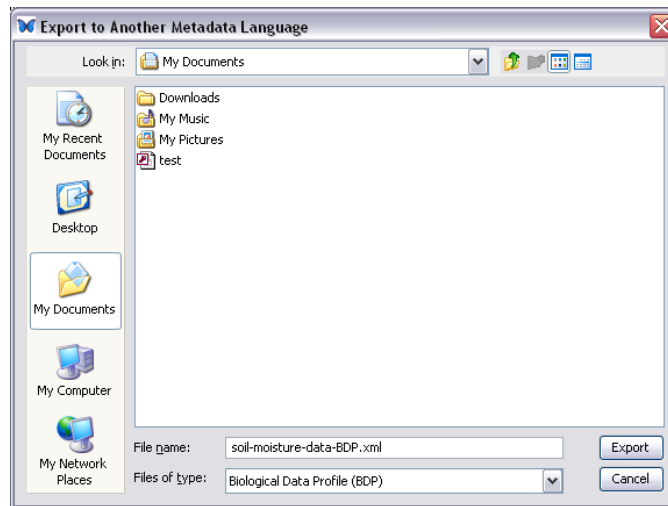 Export to Another Metadata Language
Look in: My Documents
Downloads
My Music
My Pictures
test
My Recent
Documents
Desktop
My Documents
My Computer
My Network
Places
File name: soil-moisture-data-BDP.xml Export
Files of type: Biological Data Profile (BDP) Cancel